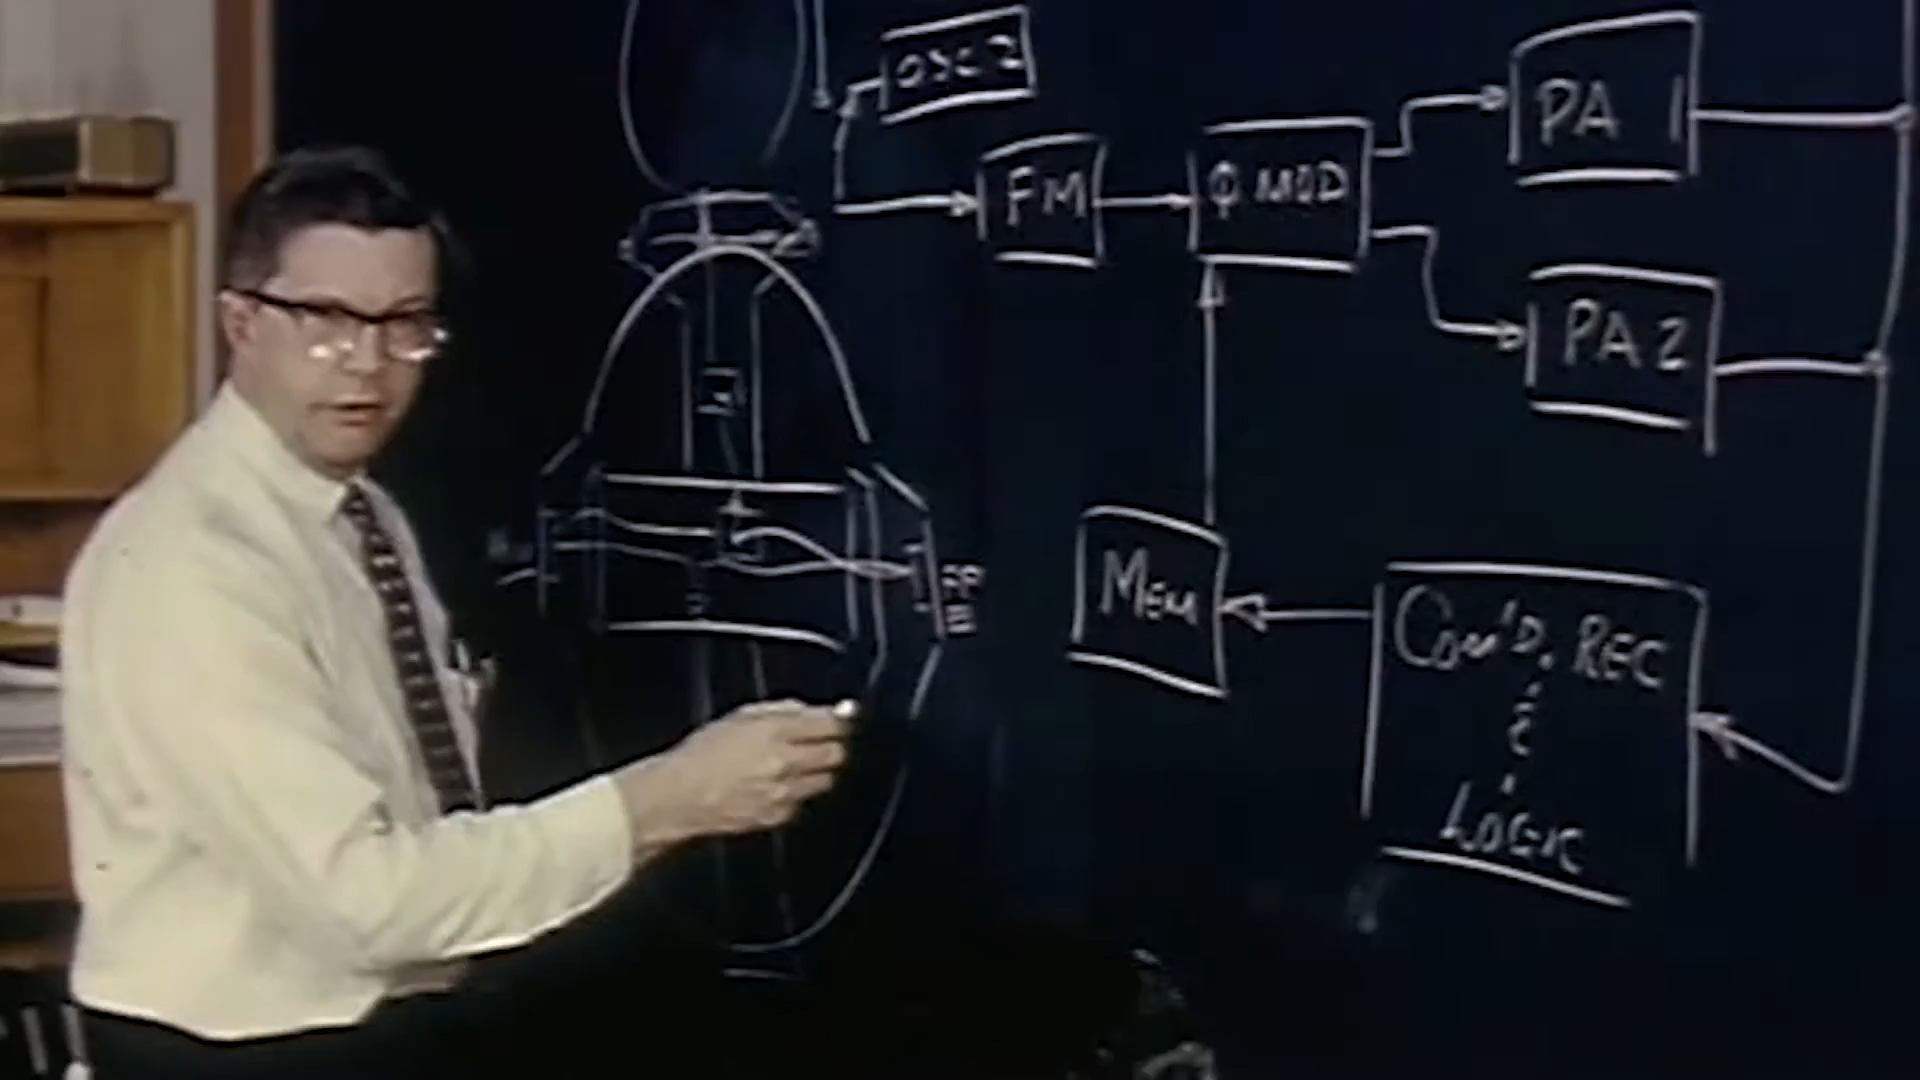 OSC 2
PA 1
FM
Φ MOD
PA 2
MEM
COM'D. REC
&
LOGIC